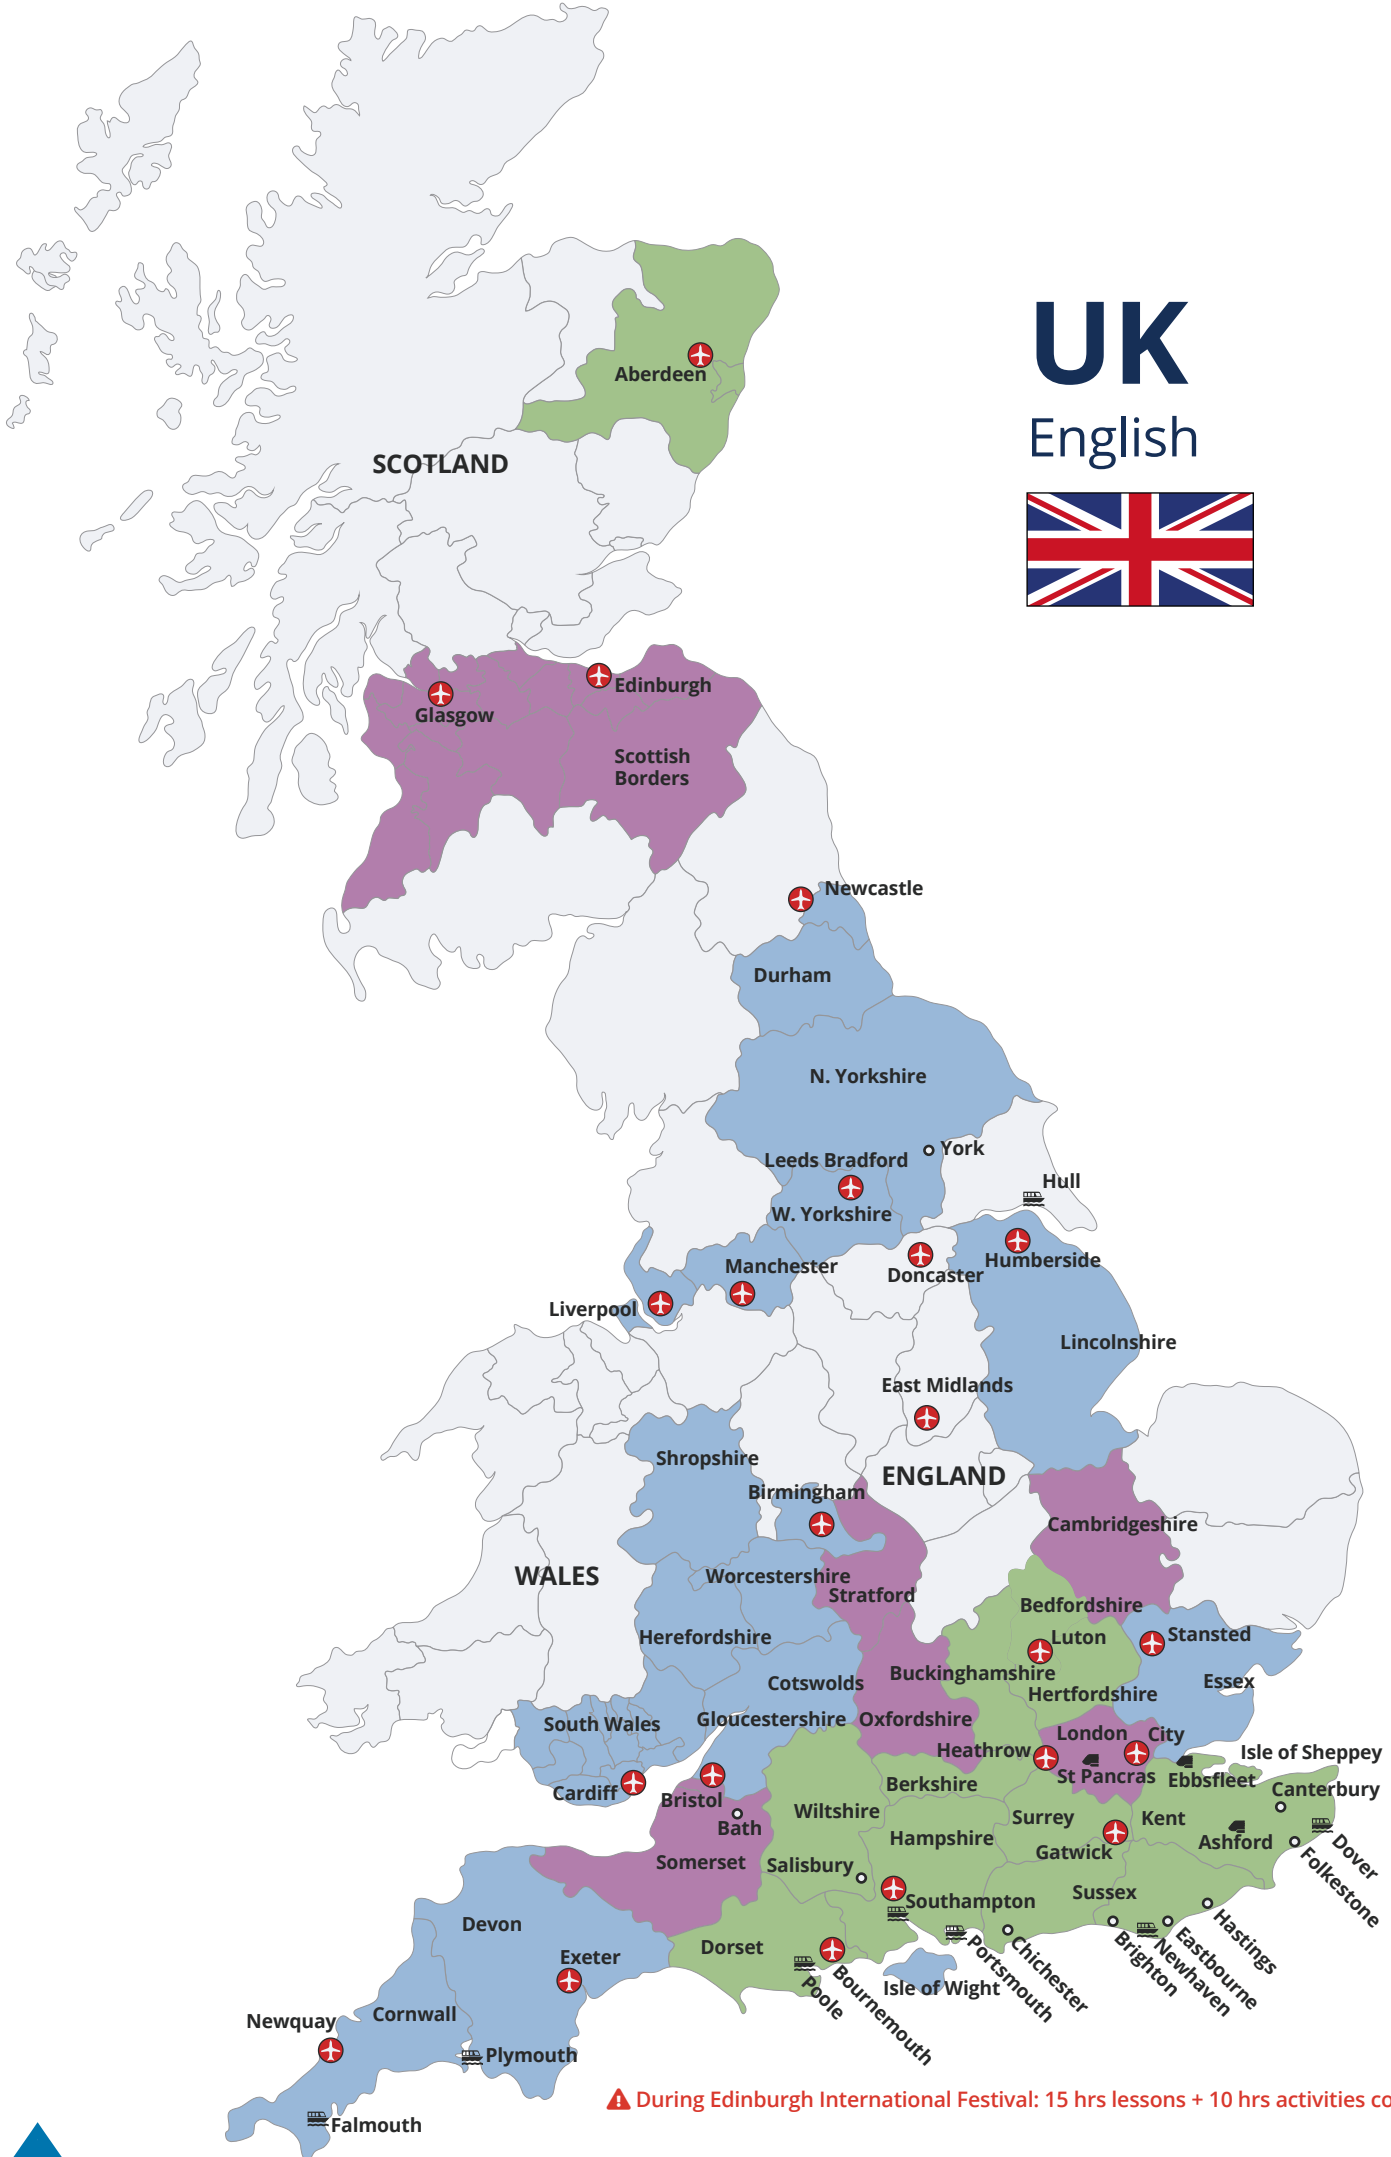 UK
English
Aberdeen
SCOTLAND
Edinburgh
Glasgow
Scottish
Borders
Newcastle
Durham
N. Yorkshire
York
Leeds Bradford
Hull
W. Yorkshire
Humberside
Manchester
Doncaster
Liverpool
Lincolnshire
East Midlands
Shropshire
ENGLAND
Birmingham
Cambridgeshire
WALES
Worcestershire
Stratford
Bedfordshire
Herefordshire
Luton
Stansted
Buckinghamshire
Cotswolds
Essex
Hertfordshire
South Wales
Gloucestershire
Oxfordshire
London
City
Heathrow
Isle of Sheppey
St Pancras
Ebbsfleet
Berkshire
Canterbury
Cardiff
Bristol
Wiltshire
Surrey
Kent
Bath
Hampshire
Ashford
Dover
Gatwick
Somerset
Salisbury
Folkestone
Sussex
Southampton
Devon
Hastings
Dorset
Exeter
Eastbourne
Newhaven
Brighton
Chichester
Portsmouth
Isle of Wight
Bournemouth
Poole
Cornwall
Newquay
Plymouth
Falmouth
During Edinburgh International Festival: 15 hrs lessons + 10 hrs activities co